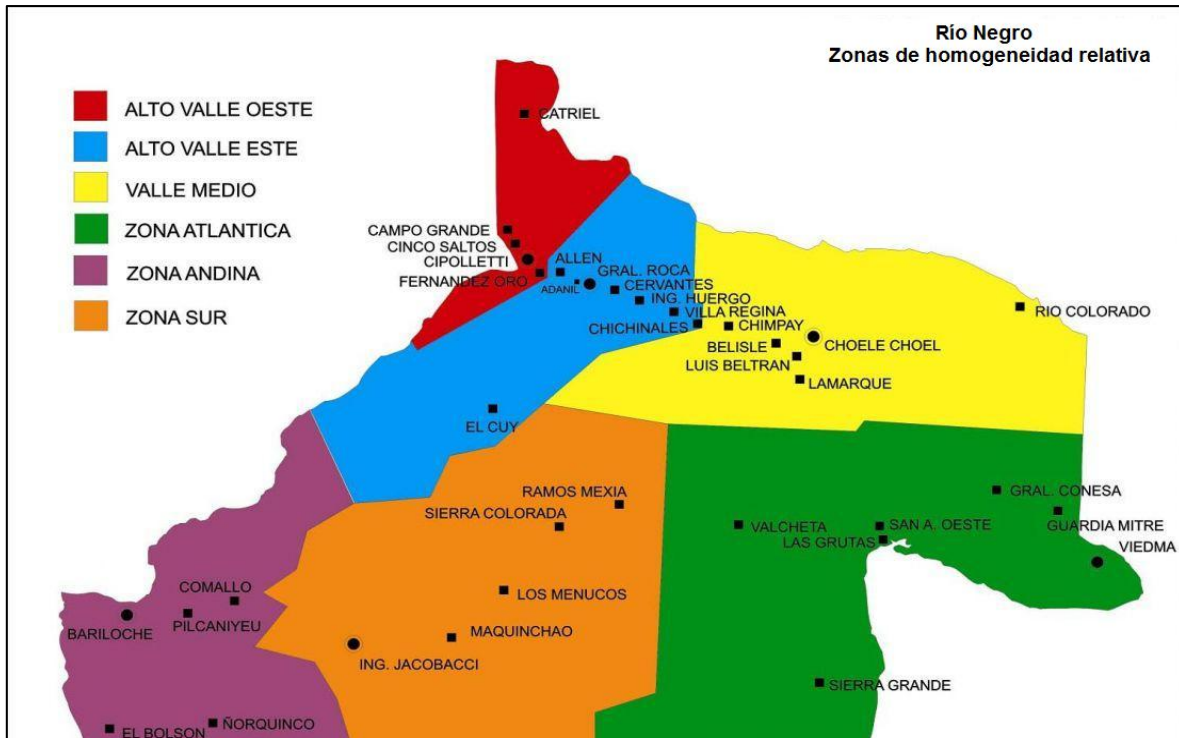 Río Negro
Zonas de homogeneidad relativa
ALTO VALLE OESTE
ALTO VALLE ESTE
VALLE MEDIO
ZONA ATLANTICA
ZONA ANDINA
ZONA SUR
CATRIEL
CAMPO GRANDE
CINCO SALTOS
CIPOLLETTI
FERNANDEZ ORO
ALLEN
ADANIL
GRAL. ROCA
CERVANTES
ING. HUERGO
VILLA REGINA
CHICHINALES
CHIMPAY
BELISLE
CHOELE CHOEL
LUIS BELTRAN
LAMARQUE
RIO COLORADO
EL CUY
RAMOS MEXIA
SIERRA COLORADA
LOS MENUCOS
MAQUINCHAO
ING. JACOBACCI
VALCHETA
SAN A. OESTE
LAS GRUTAS
GRAL. CONESA
GUARDIA MITRE
VIEDMA
SIERRA GRANDE
COMALLO
PILCANIYEU
BARILOCHE
EL BOLSON
ÑORQUINCO